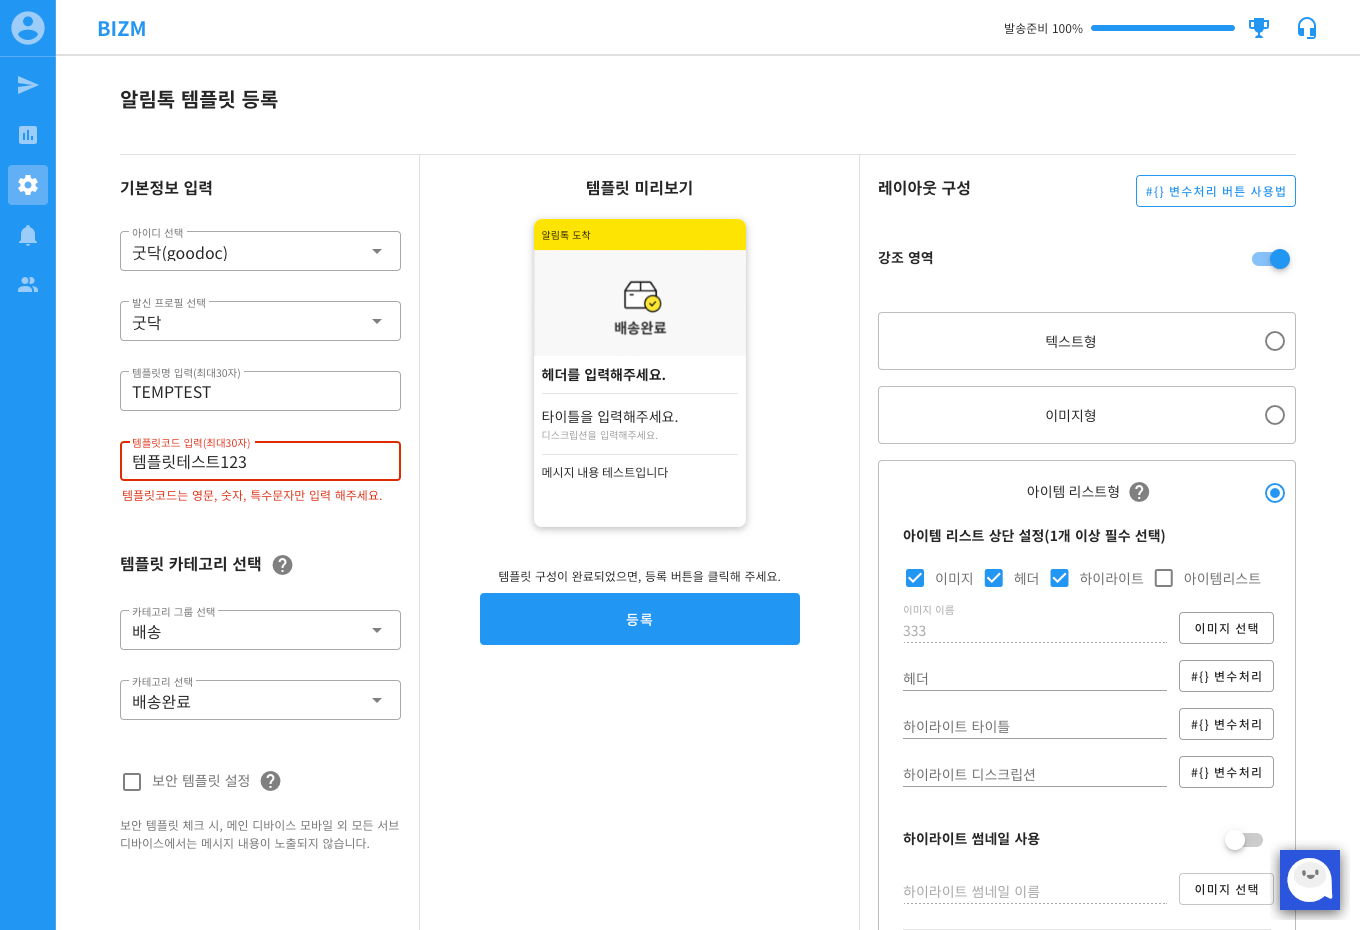 BIZM
발송준비 100%
알림톡 템플릿 등록
기본정보 입력
아이디 선택
굿닥(goodoc)
발신 프로필 선택
굿닥
템플릿명 입력(최대30자)
TEMPTEST
템플릿코드 입력(최대30자)
템플릿테스트123
템플릿코드는 영문, 숫자, 특수문자만 입력 해주세요.
템플릿 카테고리 선택
카테고리 그룹 선택
배송
카테고리 선택
배송완료
보안 템플릿 설정
보안 템플릿 체크 시, 메인 디바이스 모바일 외 모든 서브
디바이스에서는 메시지 내용이 노출되지 않습니다.
템플릿 미리보기
알림톡 도착
배송완료
헤더를 입력해주세요.
타이틀을 입력해주세요.
디스크립션을 입력해주세요.
메시지 내용 테스트입니다
템플릿 구성이 완료되었으면, 등록 버튼을 클릭해 주세요.
등록
레이아웃 구성
#{} 변수처리 버튼 사용법
강조 영역
텍스트형
이미지형
아이템 리스트형
아이템 리스트 상단 설정(1개 이상 필수 선택)
이미지 헤더 하이라이트 아이템리스트
이미지 이름
333
이미지 선택
헤더
#{} 변수처리
하이라이트 타이틀
#{} 변수처리
하이라이트 디스크립션
#{} 변수처리
하이라이트 썸네일 사용
하이라이트 썸네일 이름
이미지 선택